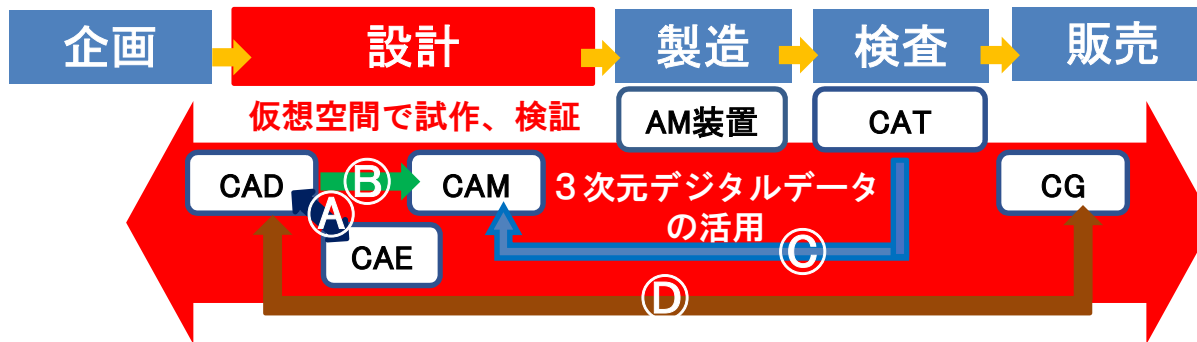 企画
設計
製造
検査
販売
仮想空間で試作、検証
AM装置
CAT
CAD
Ⓑ
CAM
３次元デジタルデータ
の活用
CG
Ⓐ
CAE
Ⓒ
Ⓓ